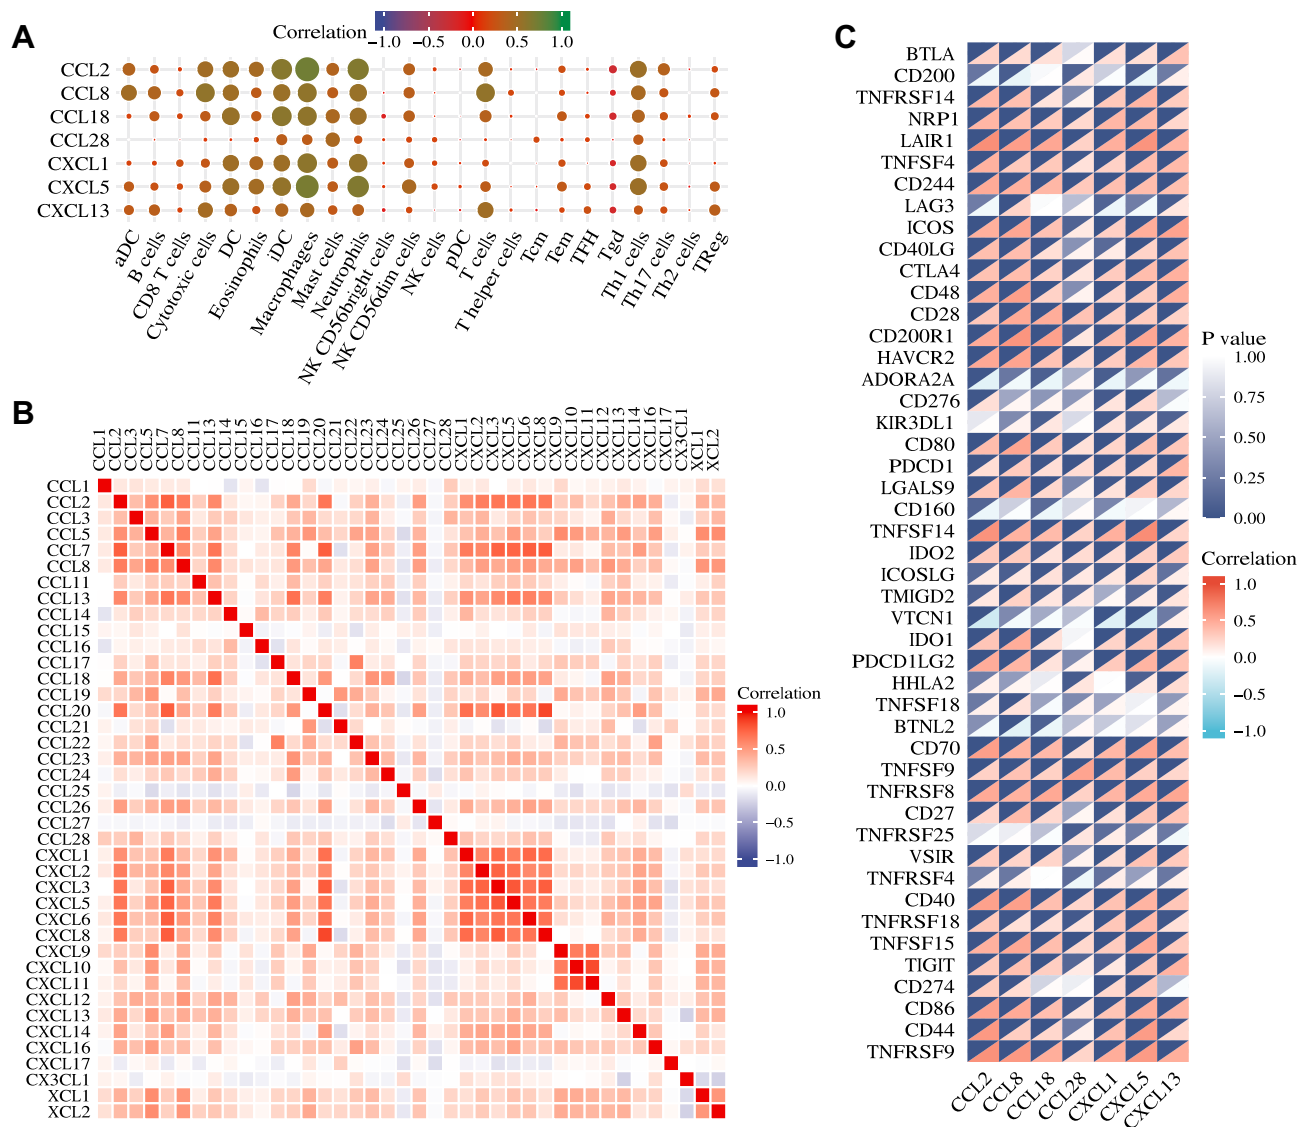 A
Correlation
−1.0 −0.5 0.0 0.5 1.0
CCL2
CCL8
CCL18
CCL28
CXCL1
CXCL5
CXCL13
aDC
B cells
CD8 T cells
Cytotoxic cells
DC
Eosinophils
iDC
Macrophages
Mast cells
Neutrophils
NK CD56bright cells
NK CD56dim cells
NK cells
pDC
T cells
T helper cells
Tcm
Tem
TFH
Tgd
Th1 cells
Th17 cells
Th2 cells
TReg
B
CCL1
CCL2
CCL3
CCL5
CCL7
CCL8
CCL11
CCL13
CCL14
CCL15
CCL16
CCL17
CCL18
CCL19
CCL20
CCL21
CCL22
CCL23
CCL24
CCL25
CCL26
CCL27
CCL28
CXCL1
CXCL2
CXCL3
CXCL5
CXCL6
CXCL8
CXCL9
CXCL10
CXCL11
CXCL12
CXCL13
CXCL14
CXCL16
CXCL17
CX3CL1
XCL1
XCL2
CCL1
CCL2
CCL3
CCL5
CCL7
CCL8
CCL11
CCL13
CCL14
CCL15
CCL16
CCL17
CCL18
CCL19
CCL20
CCL21
CCL22
CCL23
CCL24
CCL25
CCL26
CCL27
CCL28
CXCL1
CXCL2
CXCL3
CXCL5
CXCL6
CXCL8
CXCL9
CXCL10
CXCL11
CXCL12
CXCL13
CXCL14
CXCL16
CXCL17
CX3CL1
XCL1
XCL2
Correlation
1.0
0.5
0.0
−0.5
−1.0
C
BTLA
CD200
TNFRSF14
NRP1
LAIR1
TNFSF4
CD244
LAG3
ICOS
CD40LG
CTLA4
CD48
CD28
CD200R1
HAVCR2
ADORA2A
CD276
KIR3DL1
CD80
PDCD1
LGALS9
CD160
TNFSF14
IDO2
ICOSLG
TMIGD2
VTCN1
IDO1
PDCD1LG2
HHLA2
TNFSF18
BTNL2
CD70
TNFSF9
TNFRSF8
CD27
TNFRSF25
VSIR
TNFRSF4
CD40
TNFRSF18
TNFSF15
TIGIT
CD274
CD86
CD44
TNFRSF9
CCL2
CCL8
CCL18
CCL28
CXCL1
CXCL5
CXCL13
P value
1.00
0.75
0.50
0.25
0.00
Correlation
1.0
0.5
0.0
−0.5
−1.0